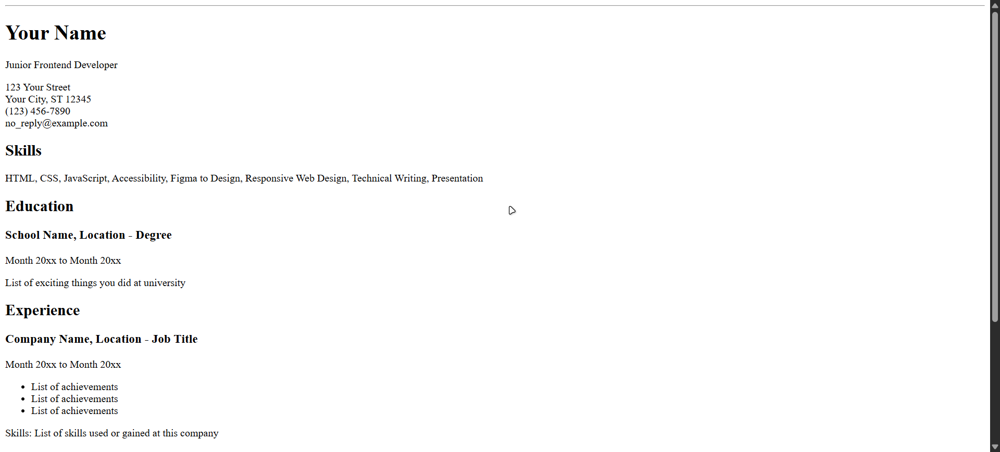 Your Name
Junior Frontend Developer
123 Your Street
Your City, ST 12345
(123) 456-7890
no_reply@example.com
Skills
HTML, CSS, JavaScript, Accessibility, Figma to Design, Responsive Web Design, Technical Writing, Presentation
Education
School Name, Location - Degree
Month 20xx to Month 20xx
List of exciting things you did at university
Experience
Company Name, Location - Job Title
Month 20xx to Month 20xx
List of achievements
List of achievements
List of achievements
Skills: List of skills used or gained at this company